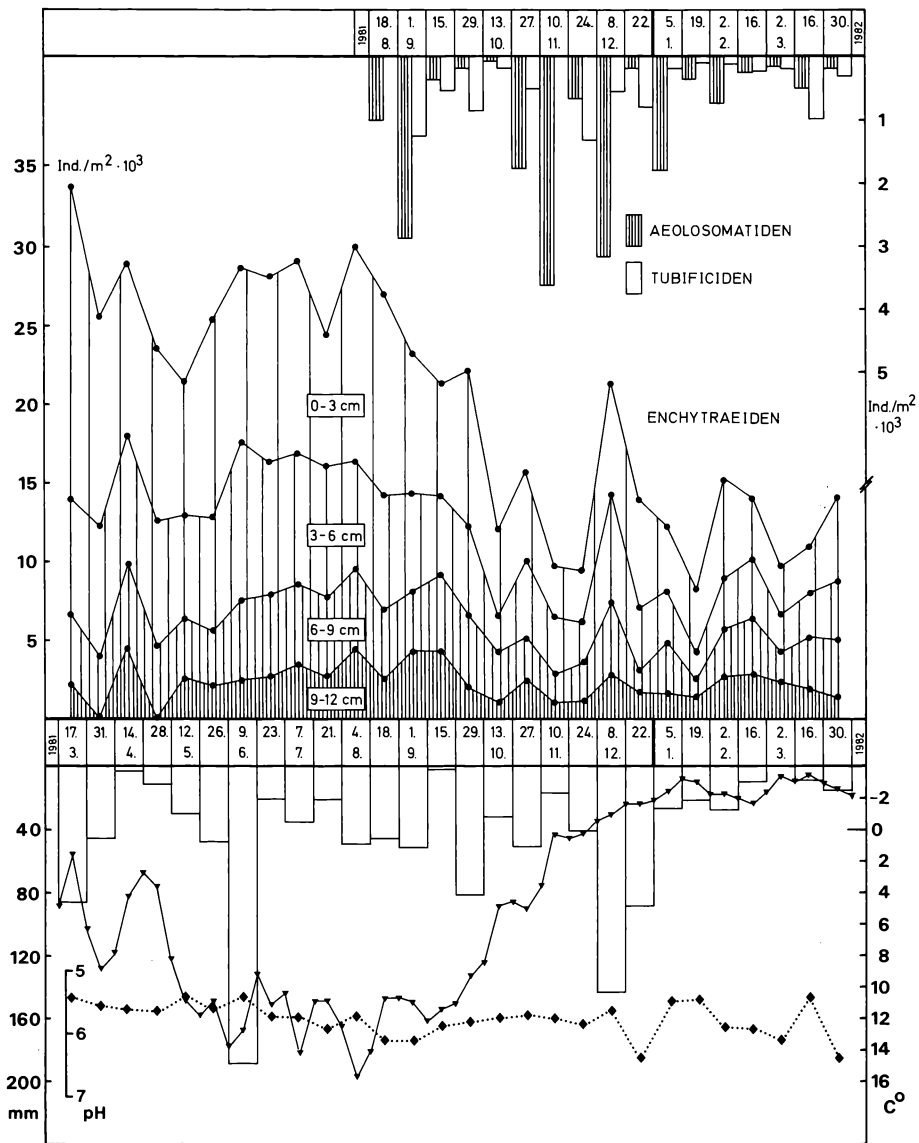 1981 18. 1. 15. 29. 13. 27. 10. 24. 8. 22. 5. 19. 2. 16. 2. 16. 30. 1982
8. 9. 10. 11. 12. 1. 2. 3.
Ind./m² · 10³
35
30
25
20
15
10
5
1
2
3
4
5
Ind./m²
·10³
AEOLOSOMATIDEN
TUBIFICIDEN
ENCHYTRAEIDEN
0-3 cm
3-6 cm
6-9 cm
9-12 cm
1981 17. 31. 14. 28. 12. 26. 9. 23. 7. 21. 4. 18. 1. 15. 29. 13. 27. 10. 24. 8. 22. 5. 19. 2. 16. 2. 16. 30. 1982
3. 4. 5. 6. 7. 8. 9. 10. 11. 12. 1. 2. 3.
40
80
120
160
200
mm
5
6
7
pH
-2
0
2
4
6
8
10
12
14
16
C°